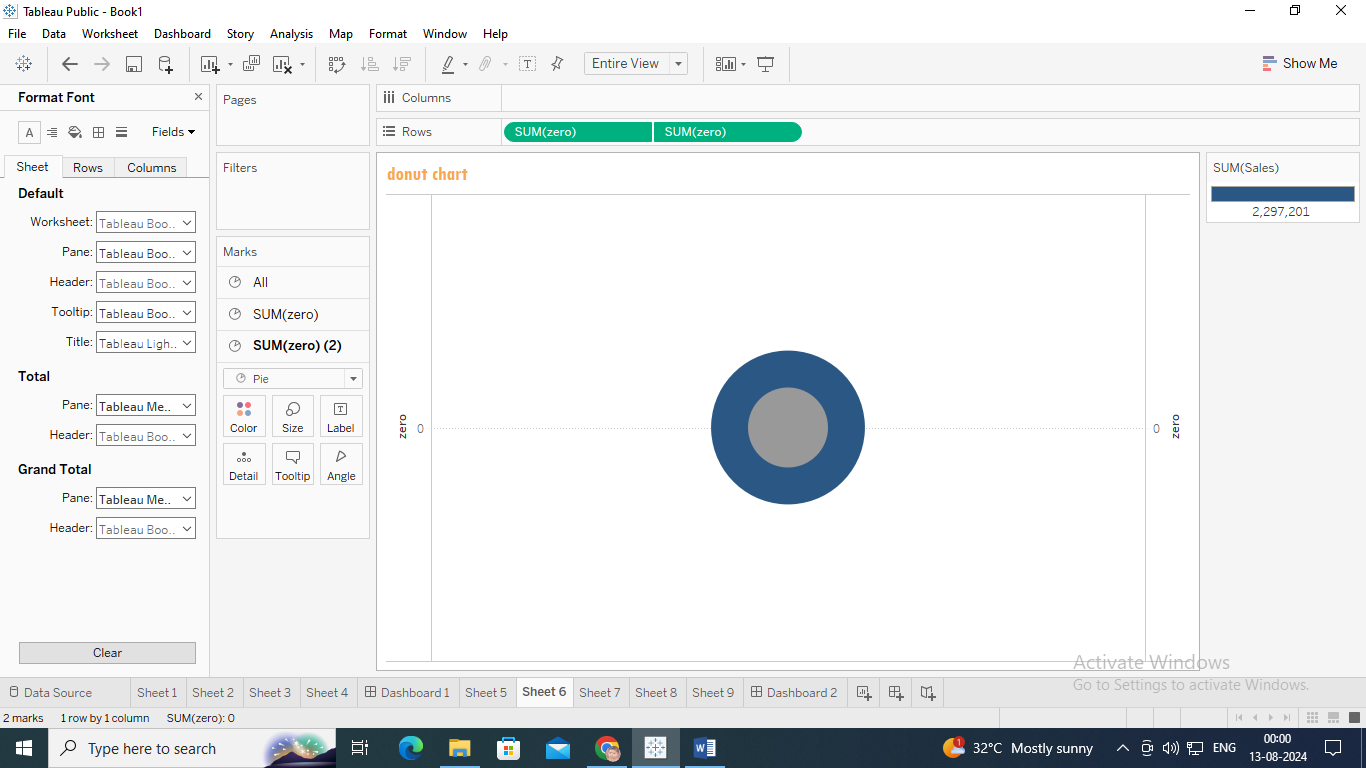 Tableau Public - Book1
File Data Worksheet Dashboard Story Analysis Map Format Window Help
Entire View
Show Me
Format Font
Fields
Sheet Rows Columns
Default
Worksheet: Tableau Boo..
Pane: Tableau Boo..
Header: Tableau Boo..
Tooltip: Tableau Boo..
Title: Tableau Ligh..
Total
Pane: Tableau Me..
Header: Tableau Boo..
Grand Total
Pane: Tableau Me..
Header: Tableau Boo..
Clear
Pages
Filters
Marks
All
SUM(zero)
SUM(zero) (2)
Pie
Color Size Label
Detail Tooltip Angle
Columns
Rows SUM(zero) SUM(zero)
donut chart
zero 0
0 zero
SUM(Sales)
2,297,201
Activate Windows
Go to Settings to activate Windows.
Data Source Sheet 1 Sheet 2 Sheet 3 Sheet 4 Dashboard 1 Sheet 5 Sheet 6 Sheet 7 Sheet 8 Sheet 9 Dashboard 2
2 marks 1 row by 1 column SUM(zero): 0
Type here to search
1
32°C Mostly sunny
ENG
00:00
13-08-2024